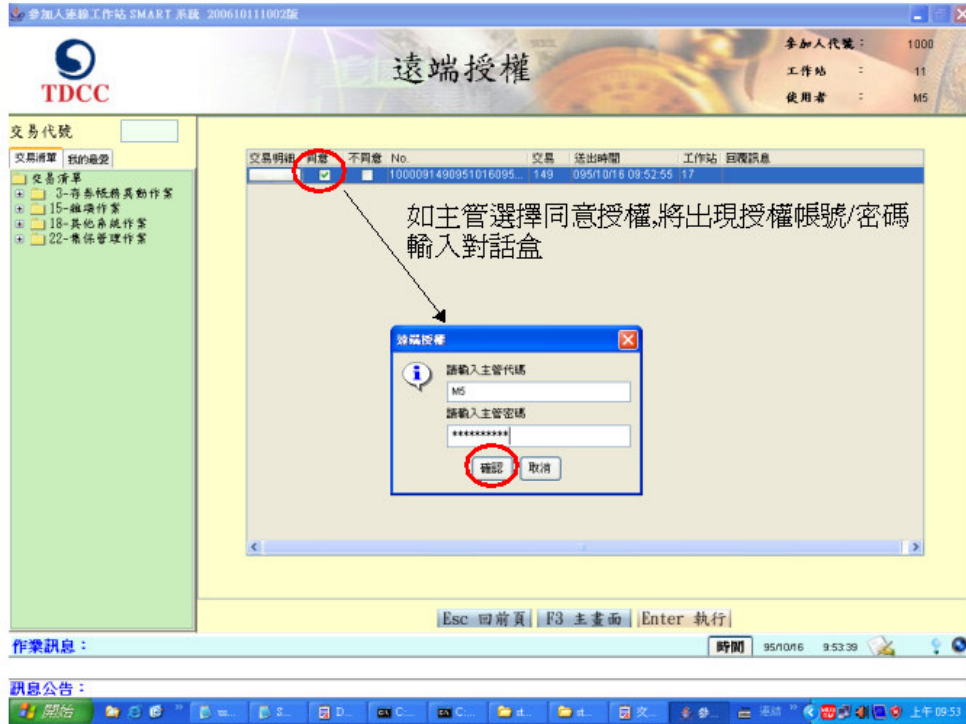 參加人連線工作站 SMART 系統 200610111002版
TDCC
遠端授權
參加人代號： 1000
工作站 ： 11
使用者 ： M5
交易代號
交易清單 我的最愛
交易清單
3-存券帳務異動作業
15-雜項作業
18-其他系統作業
22-集保管理作業
交易明細 同意 不同意 No. 交易 送出時間 工作站 回覆訊息
1000091490951016095... 149 095/10/16 09:52:55 17
如主管選擇同意授權,將出現授權帳號/密碼
輸入對話盒
遠端授權
請輸入主管代碼
M5
請輸入主管密碼
**********
確認 取消
Esc 回前頁 F3 主畫面 Enter 執行
作業訊息：
時間 95/10/16 9:53:39
訊息公告：
開始 S... D... C:... C:... st... st... 交... 參... 連結 上午 09:53